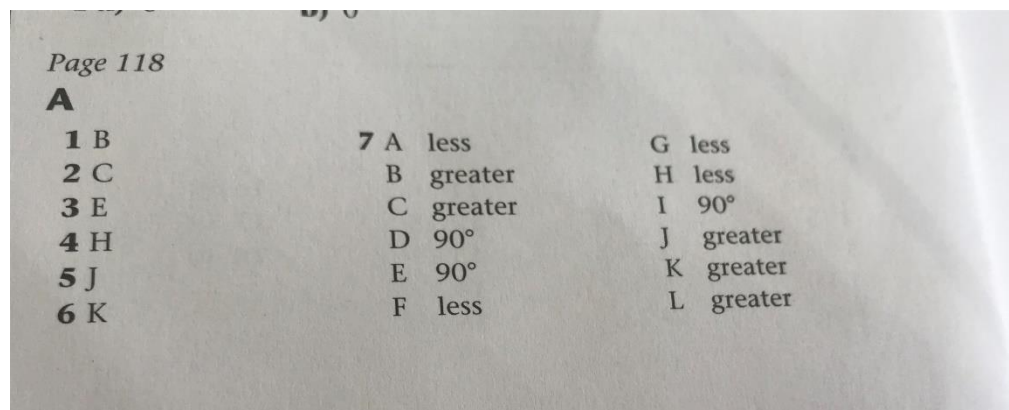 b) 0
Page 118
A
1 B
2 C
3 E
4 H
5 J
6 K
7 A less
B greater
C greater
D 90°
E 90°
F less
G less
H less
I 90°
J greater
K greater
L greater